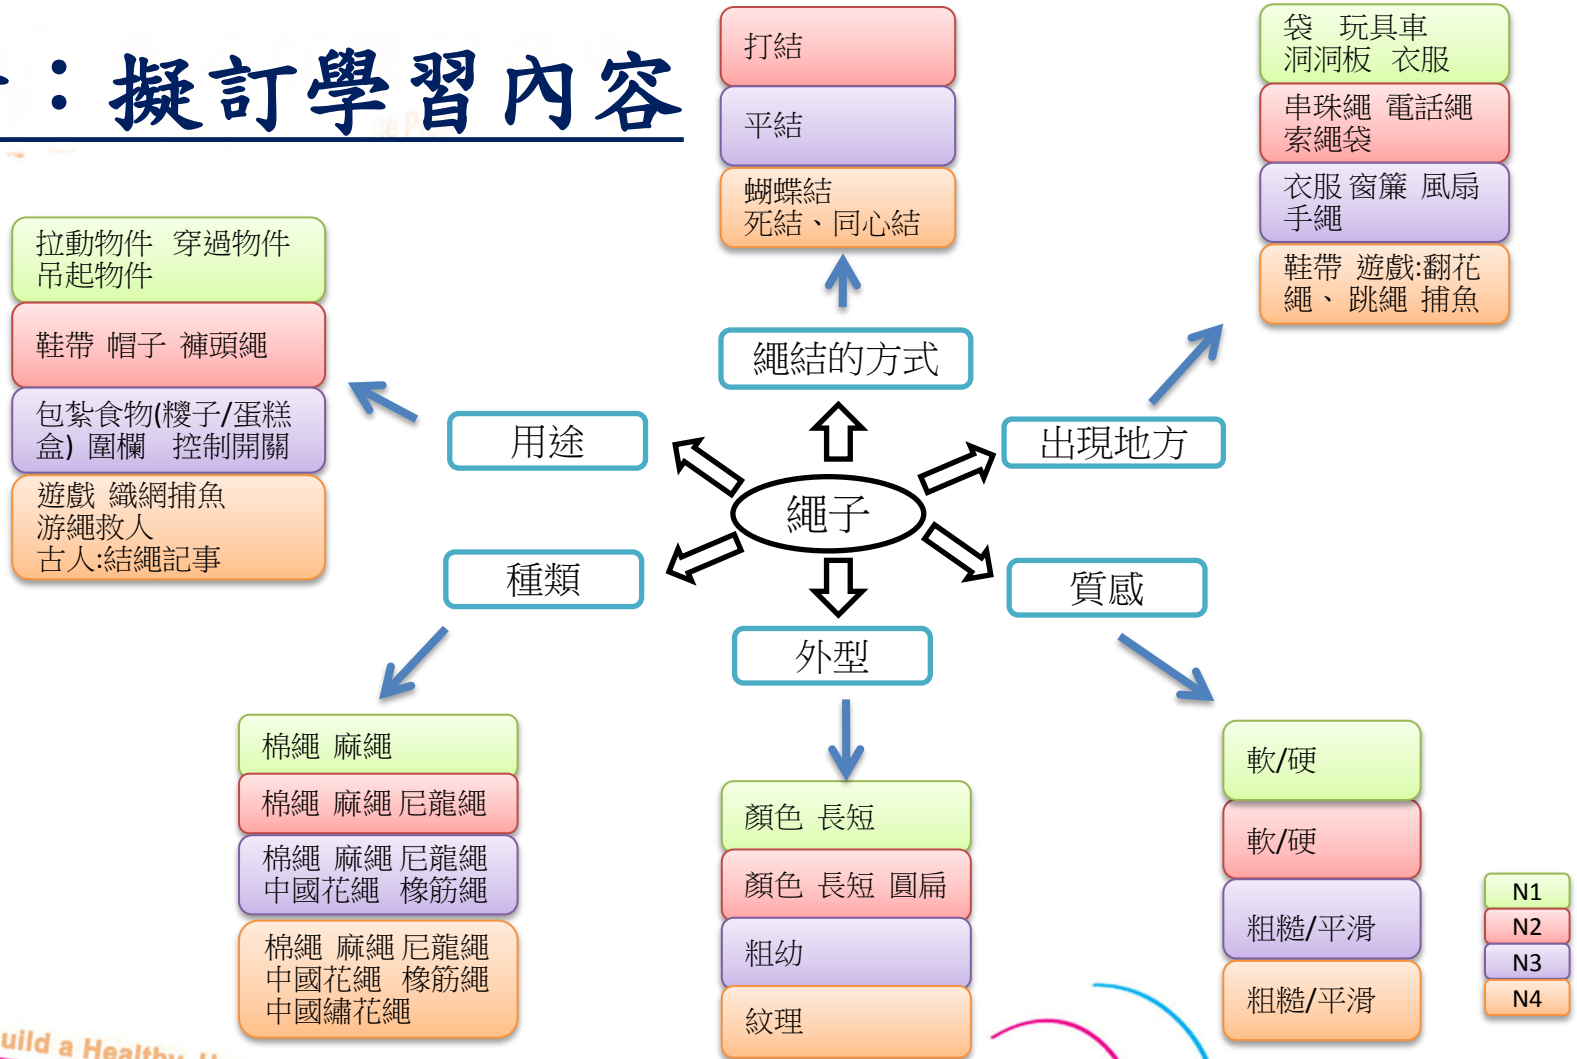 ：擬訂學習內容
打結
平結
蝴蝶結
死結、同心結
袋 玩具車
洞洞板 衣服
串珠繩 電話繩
索繩袋
衣服 窗簾 風扇
手繩
鞋帶 遊戲:翻花
繩、跳繩 捕魚
拉動物件 穿過物件
吊起物件
鞋帶 帽子 褲頭繩
包紮食物(糭子/蛋糕
盒) 圍欄 控制開關
遊戲 織網捕魚
游繩救人
古人:結繩記事
繩結的方式
用途
出現地方
繩子
種類
質感
外型
棉繩 麻繩
棉繩 麻繩 尼龍繩
棉繩 麻繩 尼龍繩
中國花繩 橡筋繩
棉繩 麻繩 尼龍繩
中國花繩 橡筋繩
中國繡花繩
顏色 長短
顏色 長短 圓扁
粗幼
紋理
軟/硬
軟/硬
粗糙/平滑
粗糙/平滑
N1
N2
N3
N4
uild a Healthy